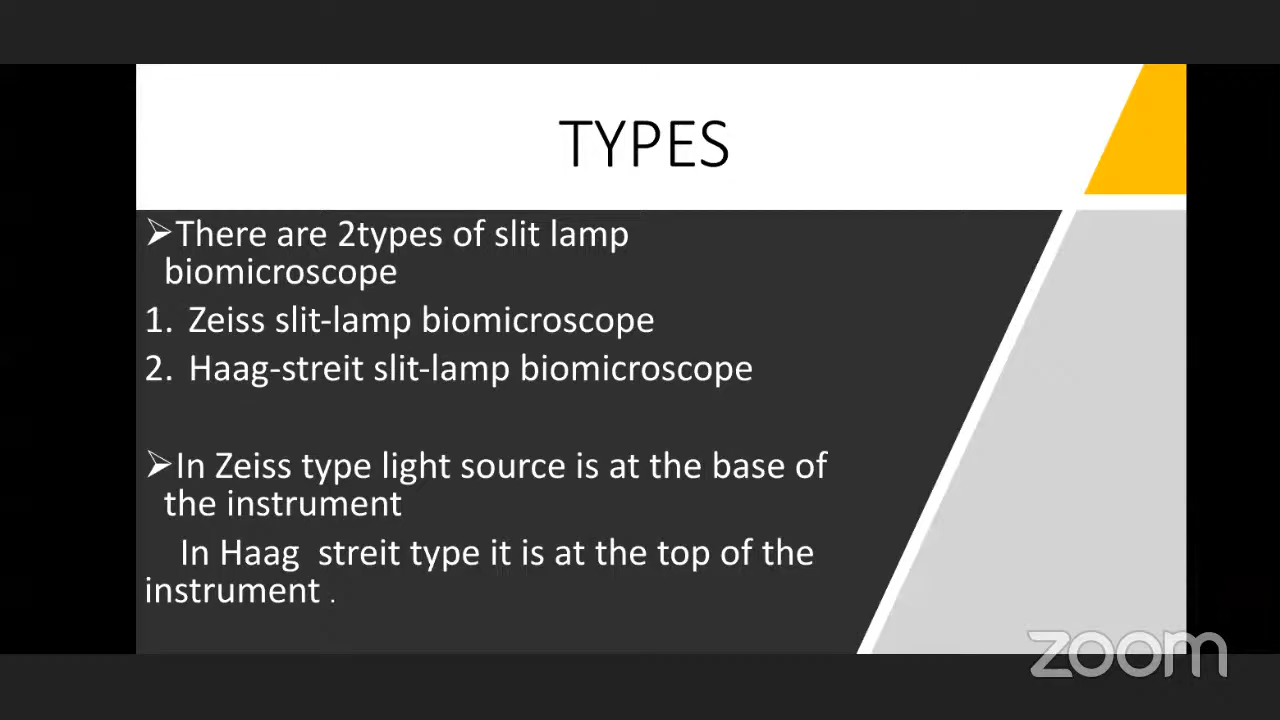 TYPES
➢There are 2types of slit lamp
biomicroscope
1. Zeiss slit-lamp biomicroscope
2. Haag-streit slit-lamp biomicroscope
➢In Zeiss type light source is at the base of
the instrument
In Haag streit type it is at the top of the
instrument .
zoom